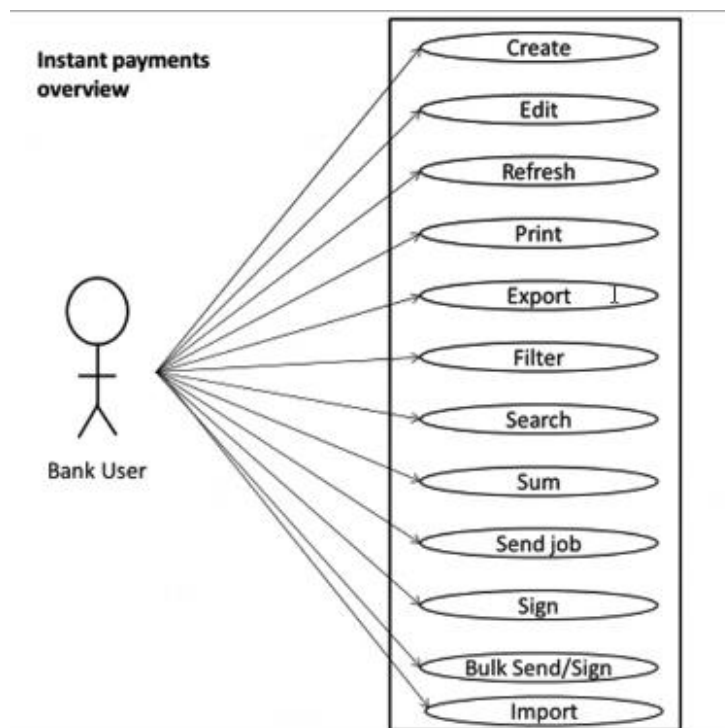 Instant payments
overview
Create
Edit
Refresh
Print
Export
Filter
Search
Sum
Send job
Sign
Bulk Send/Sign
Import
Bank User